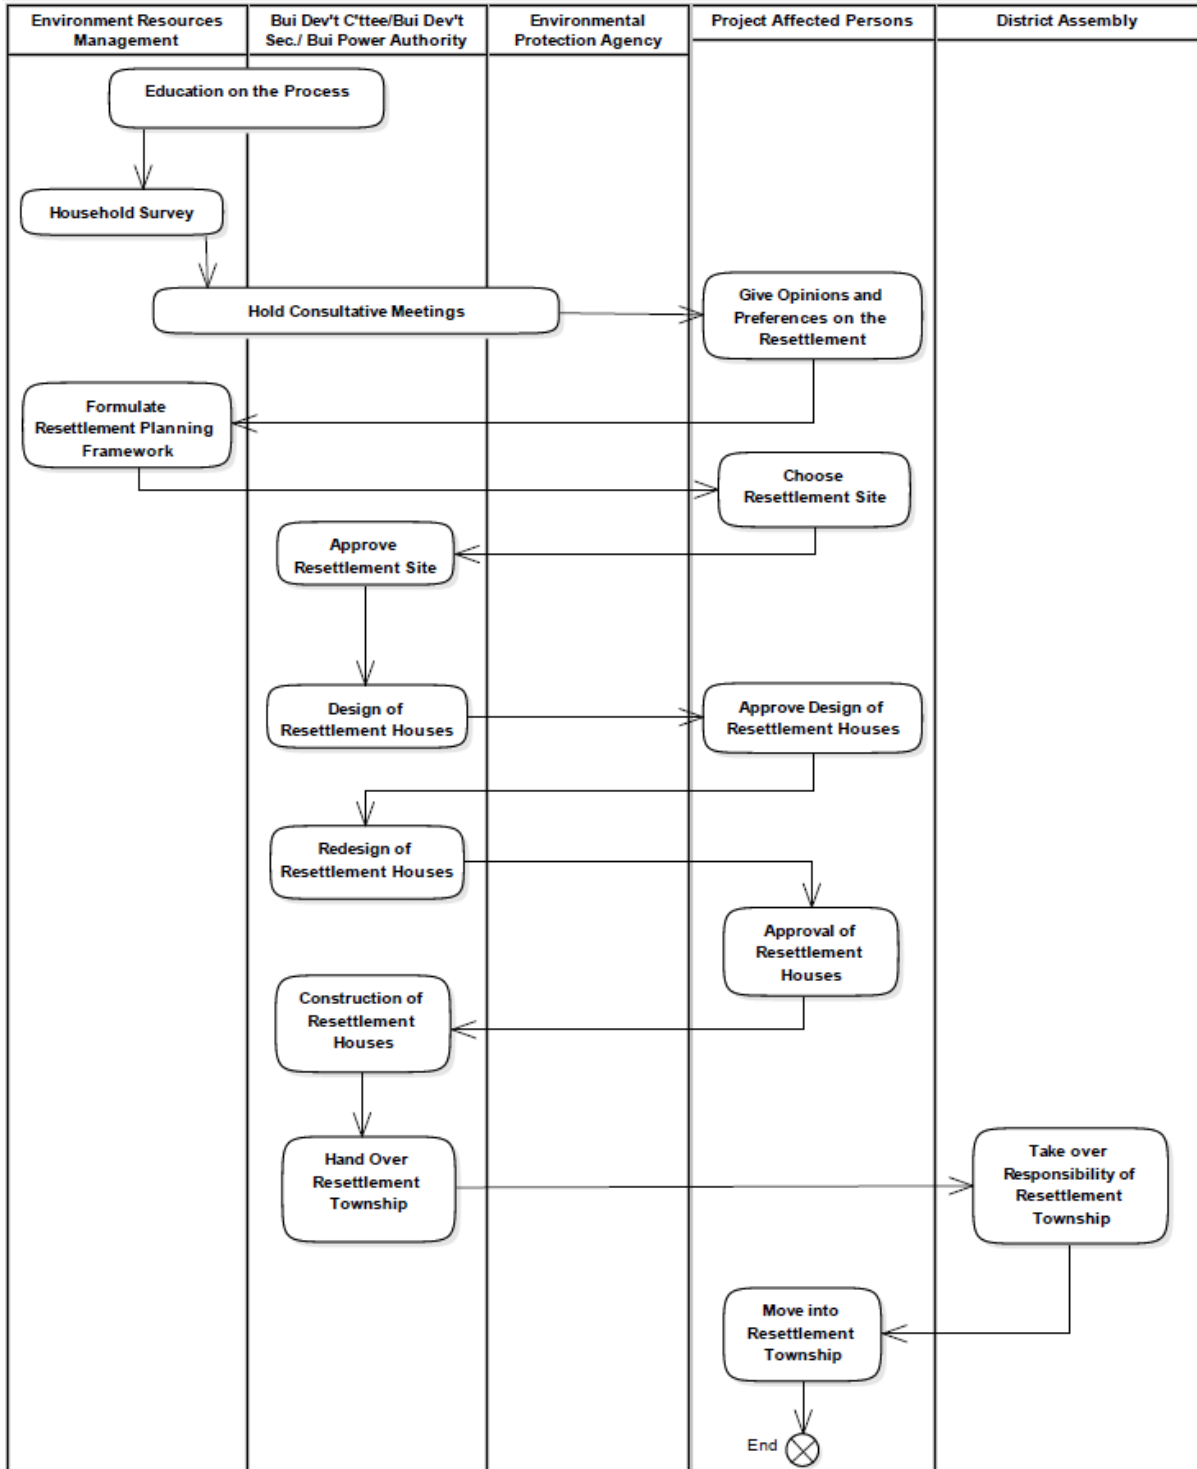 Environment Resources
Management
Bui Dev't C'ttee/Bui Dev't
Sec./ Bui Power Authority
Environmental
Protection Agency
Project Affected Persons
District Assembly
Education on the Process
Household Survey
Hold Consultative Meetings
Give Opinions and
Preferences on the
Resettlement
Formulate
Resettlement Planning
Framework
Choose
Resettlement Site
Approve
Resettlement Site
Design of
Resettlement Houses
Approve Design of
Resettlement Houses
Redesign of
Resettlement Houses
Approval of
Resettlement
Houses
Construction of
Resettlement
Houses
Hand Over
Resettlement
Township
Take over
Responsibility of
Resettlement
Township
Move into
Resettlement
Township
End